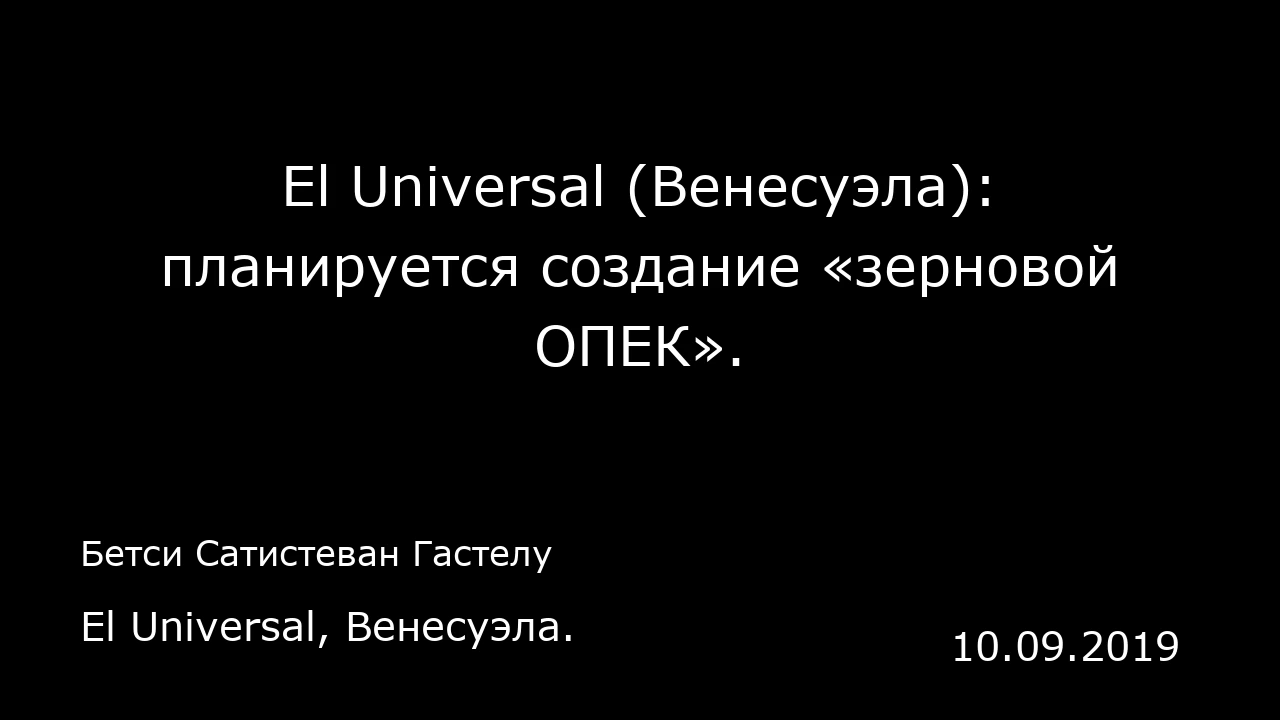 El Universal (Венесуэла):
планируется создание «зерновой
ОПЕК».
Бетси Сатистеван Гастелу
El Universal, Венесуэла.
10.09.2019